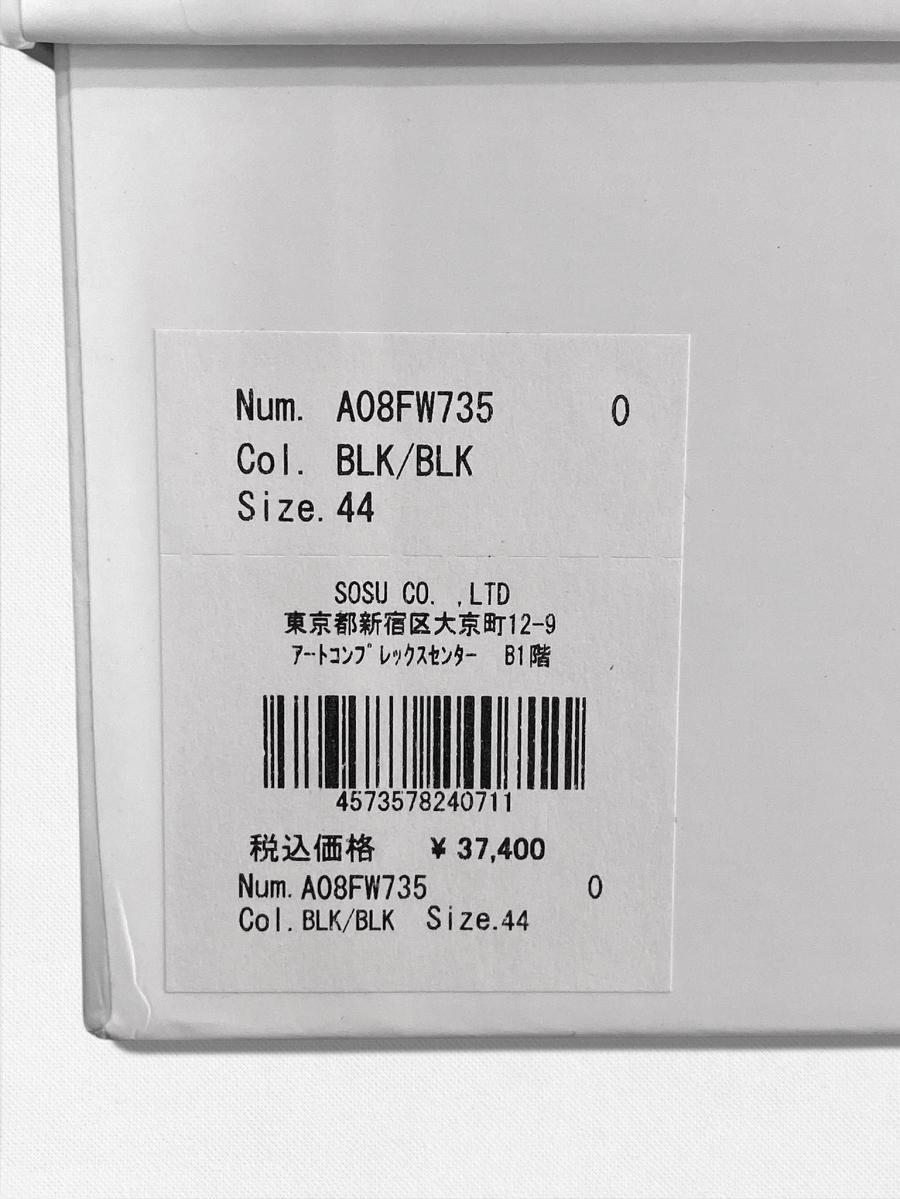 Num. A08FW735 0
Col. BLK/BLK
Size. 44
SOSU CO. ,LTD
東京都新宿区大京町12-9
ｱｰﾄｺﾝﾌﾟﾚｯｸｽｾﾝﾀｰ B1階
4573578240711
税込価格 ¥ 37,400
Num. A08FW735 0
Col. BLK/BLK Size.44